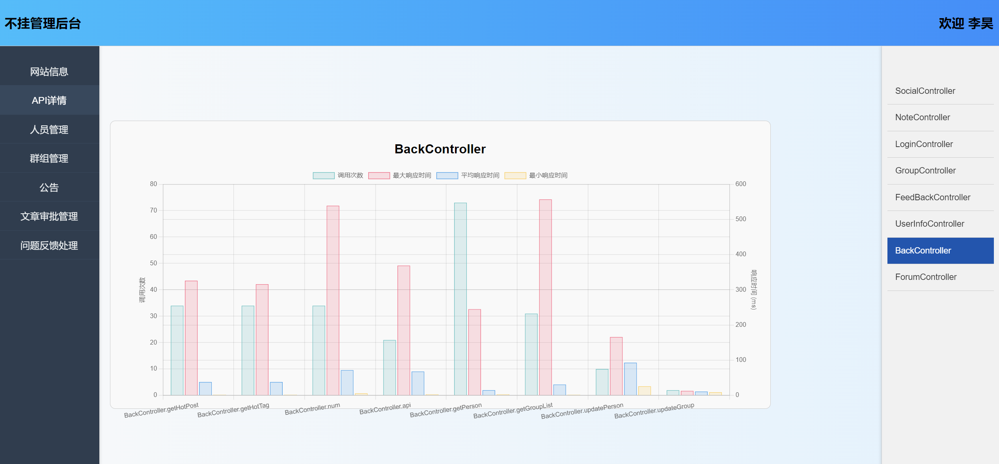 不挂管理后台
欢迎 李昊
网站信息
API详情
人员管理
群组管理
公告
文章审批管理
问题反馈处理
BackController
调用次数 最大响应时间 平均响应时间 最小响应时间
80
70
60
50
40
30
20
10
0
调用次数
600
500
400
300
200
100
0
响应时间 (ms)
BackController.getHotPost
BackController.getHotTag
BackController.num
BackController.api
BackController.getPerson
BackController.getGroupList
BackController.updatePerson
BackController.updateGroup
SocialController
NoteController
LoginController
GroupController
FeedBackController
UserInfoController
BackController
ForumController